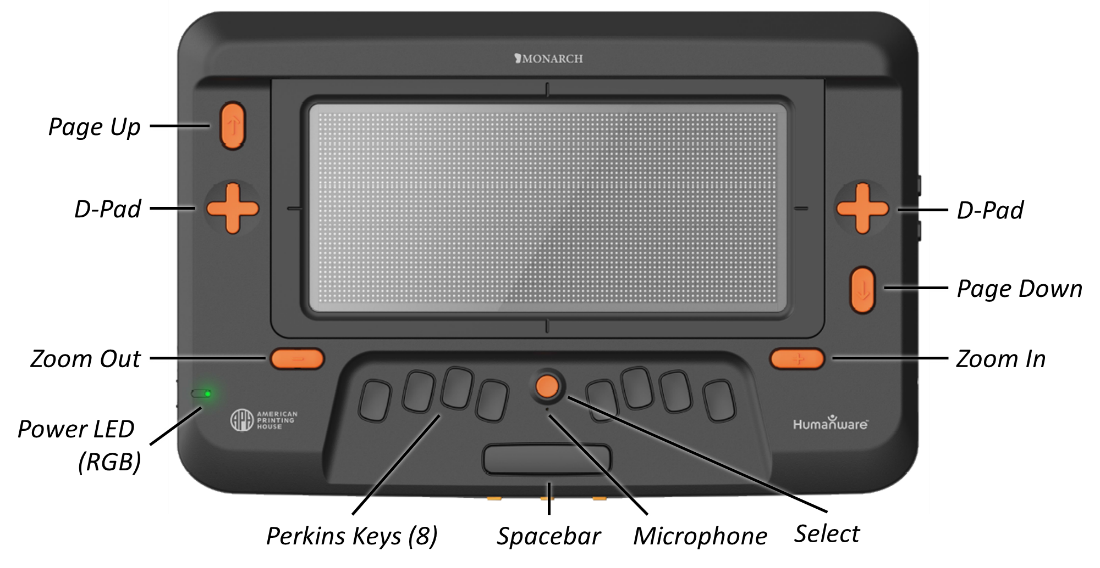 MONARCH
Page Up
D-Pad
D-Pad
Page Down
Zoom Out
Zoom In
Power LED
(RGB)
APH
AMERICAN
PRINTING
HOUSE
HumanWare
Perkins Keys (8)
Spacebar
Microphone
Select